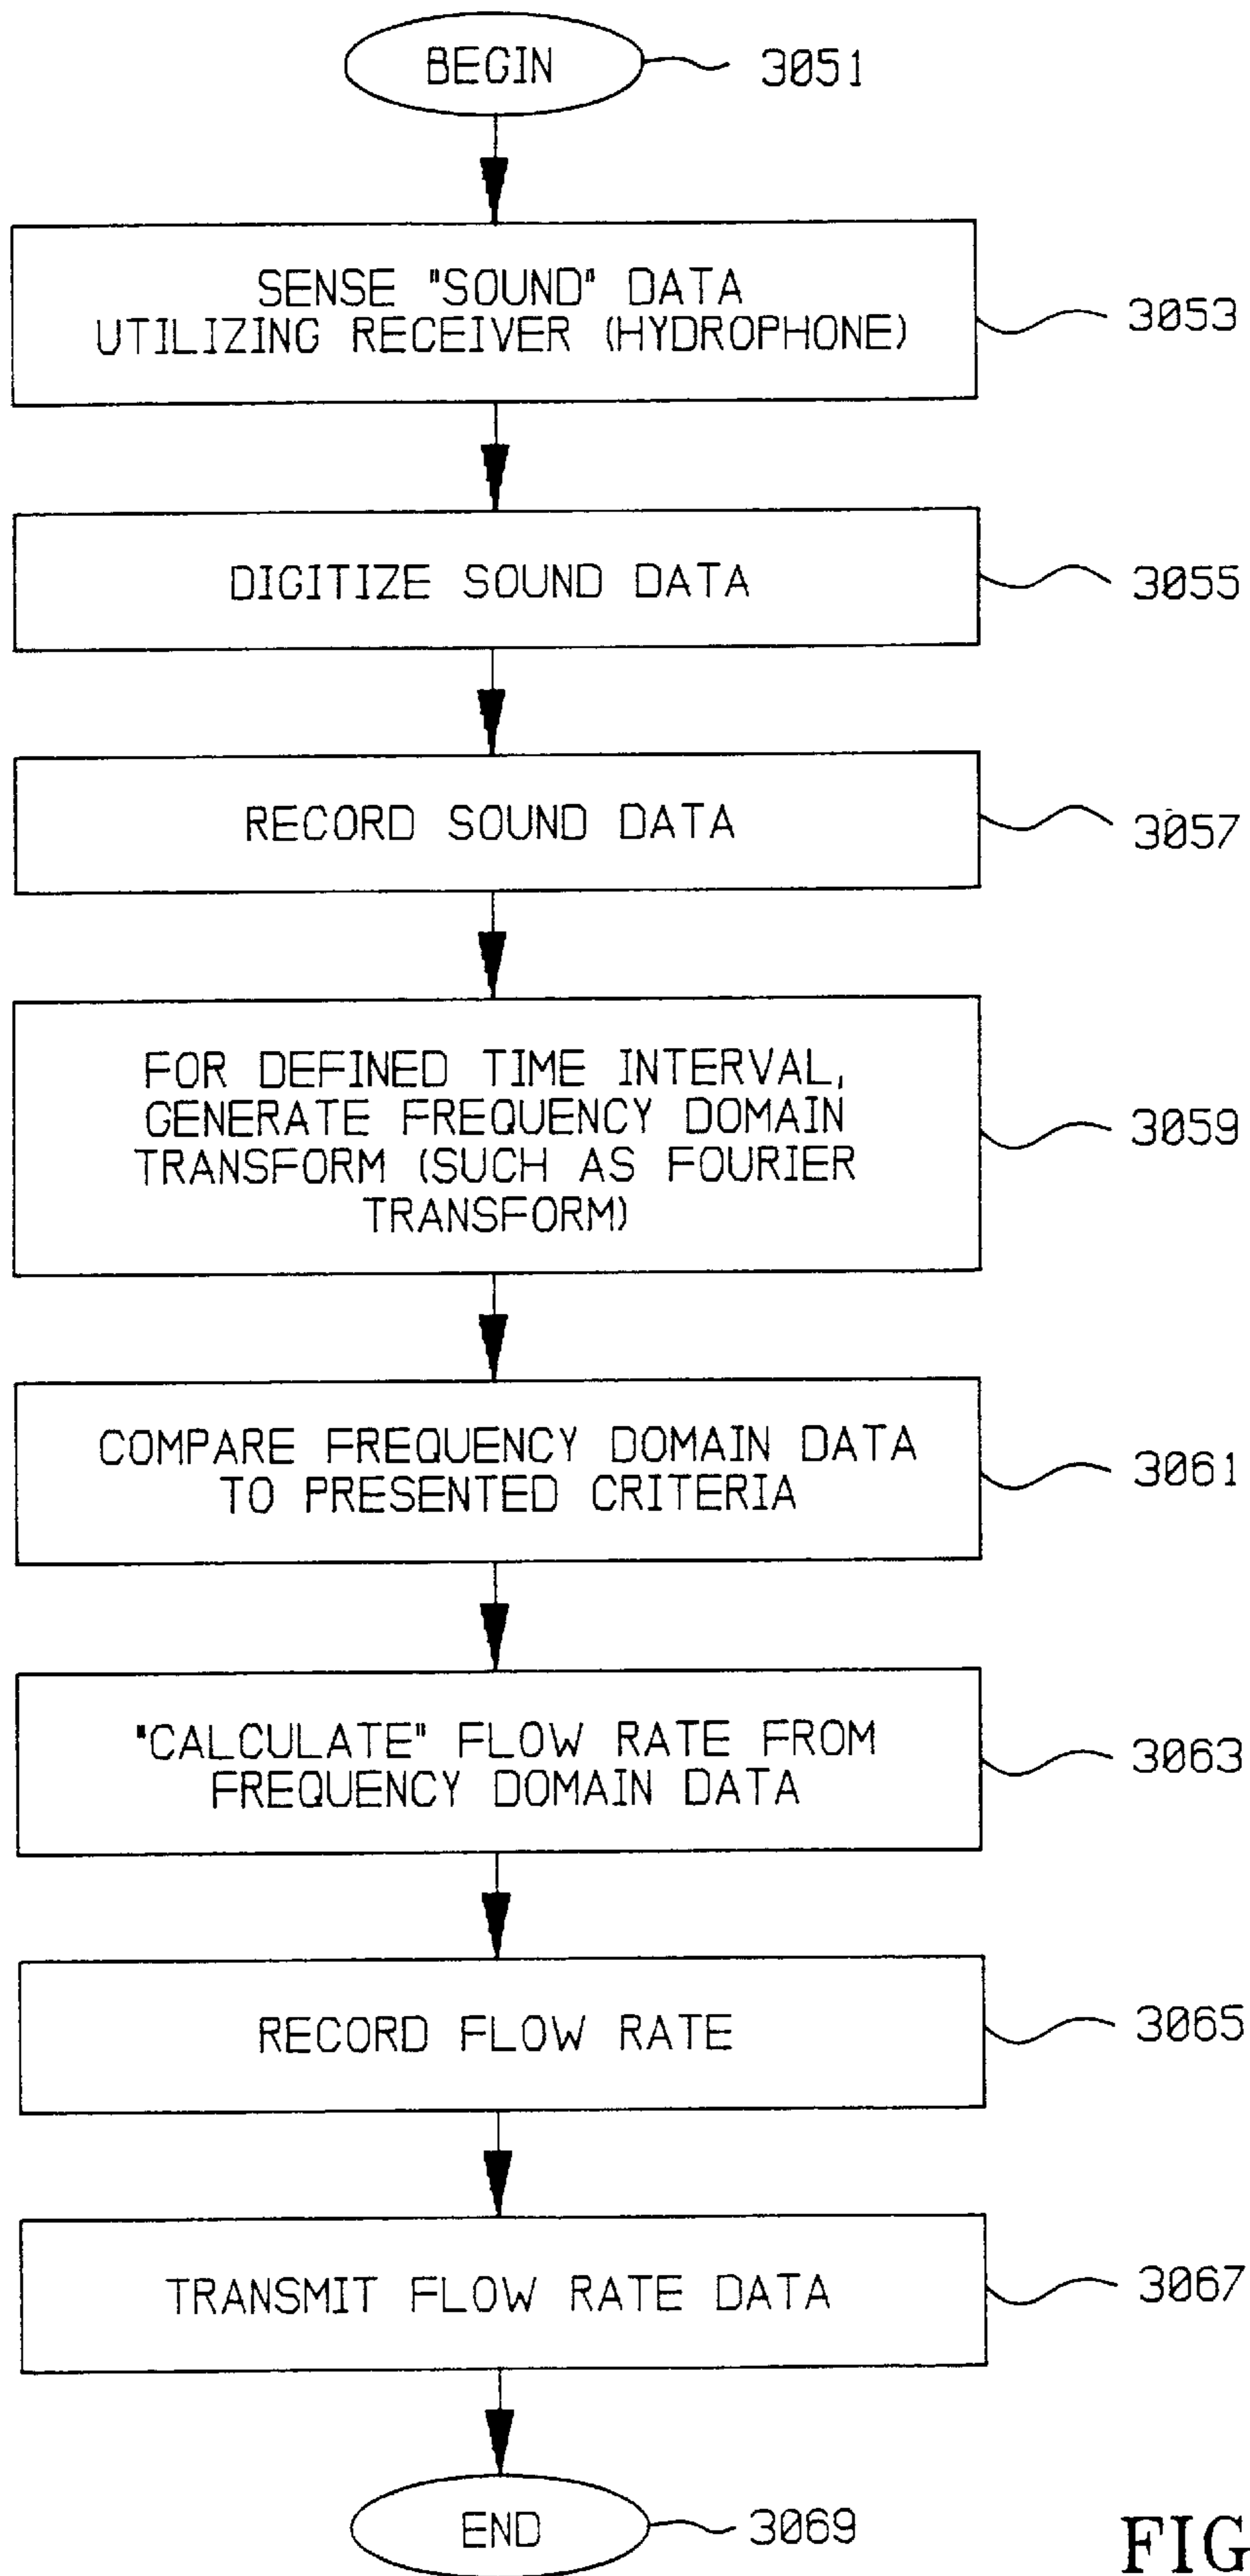 BEGIN
3051
SENSE "SOUND" DATA
UTILIZING RECEIVER (HYDROPHONE)
3053
DIGITIZE SOUND DATA
3055
RECORD SOUND DATA
3057
FOR DEFINED TIME INTERVAL,
GENERATE FREQUENCY DOMAIN
TRANSFORM (SUCH AS FOURIER
TRANSFORM)
3059
COMPARE FREQUENCY DOMAIN DATA
TO PRESENTED CRITERIA
3061
"CALCULATE" FLOW RATE FROM
FREQUENCY DOMAIN DATA
3063
RECORD FLOW RATE
3065
TRANSMIT FLOW RATE DATA
3067
END
3069
FIG